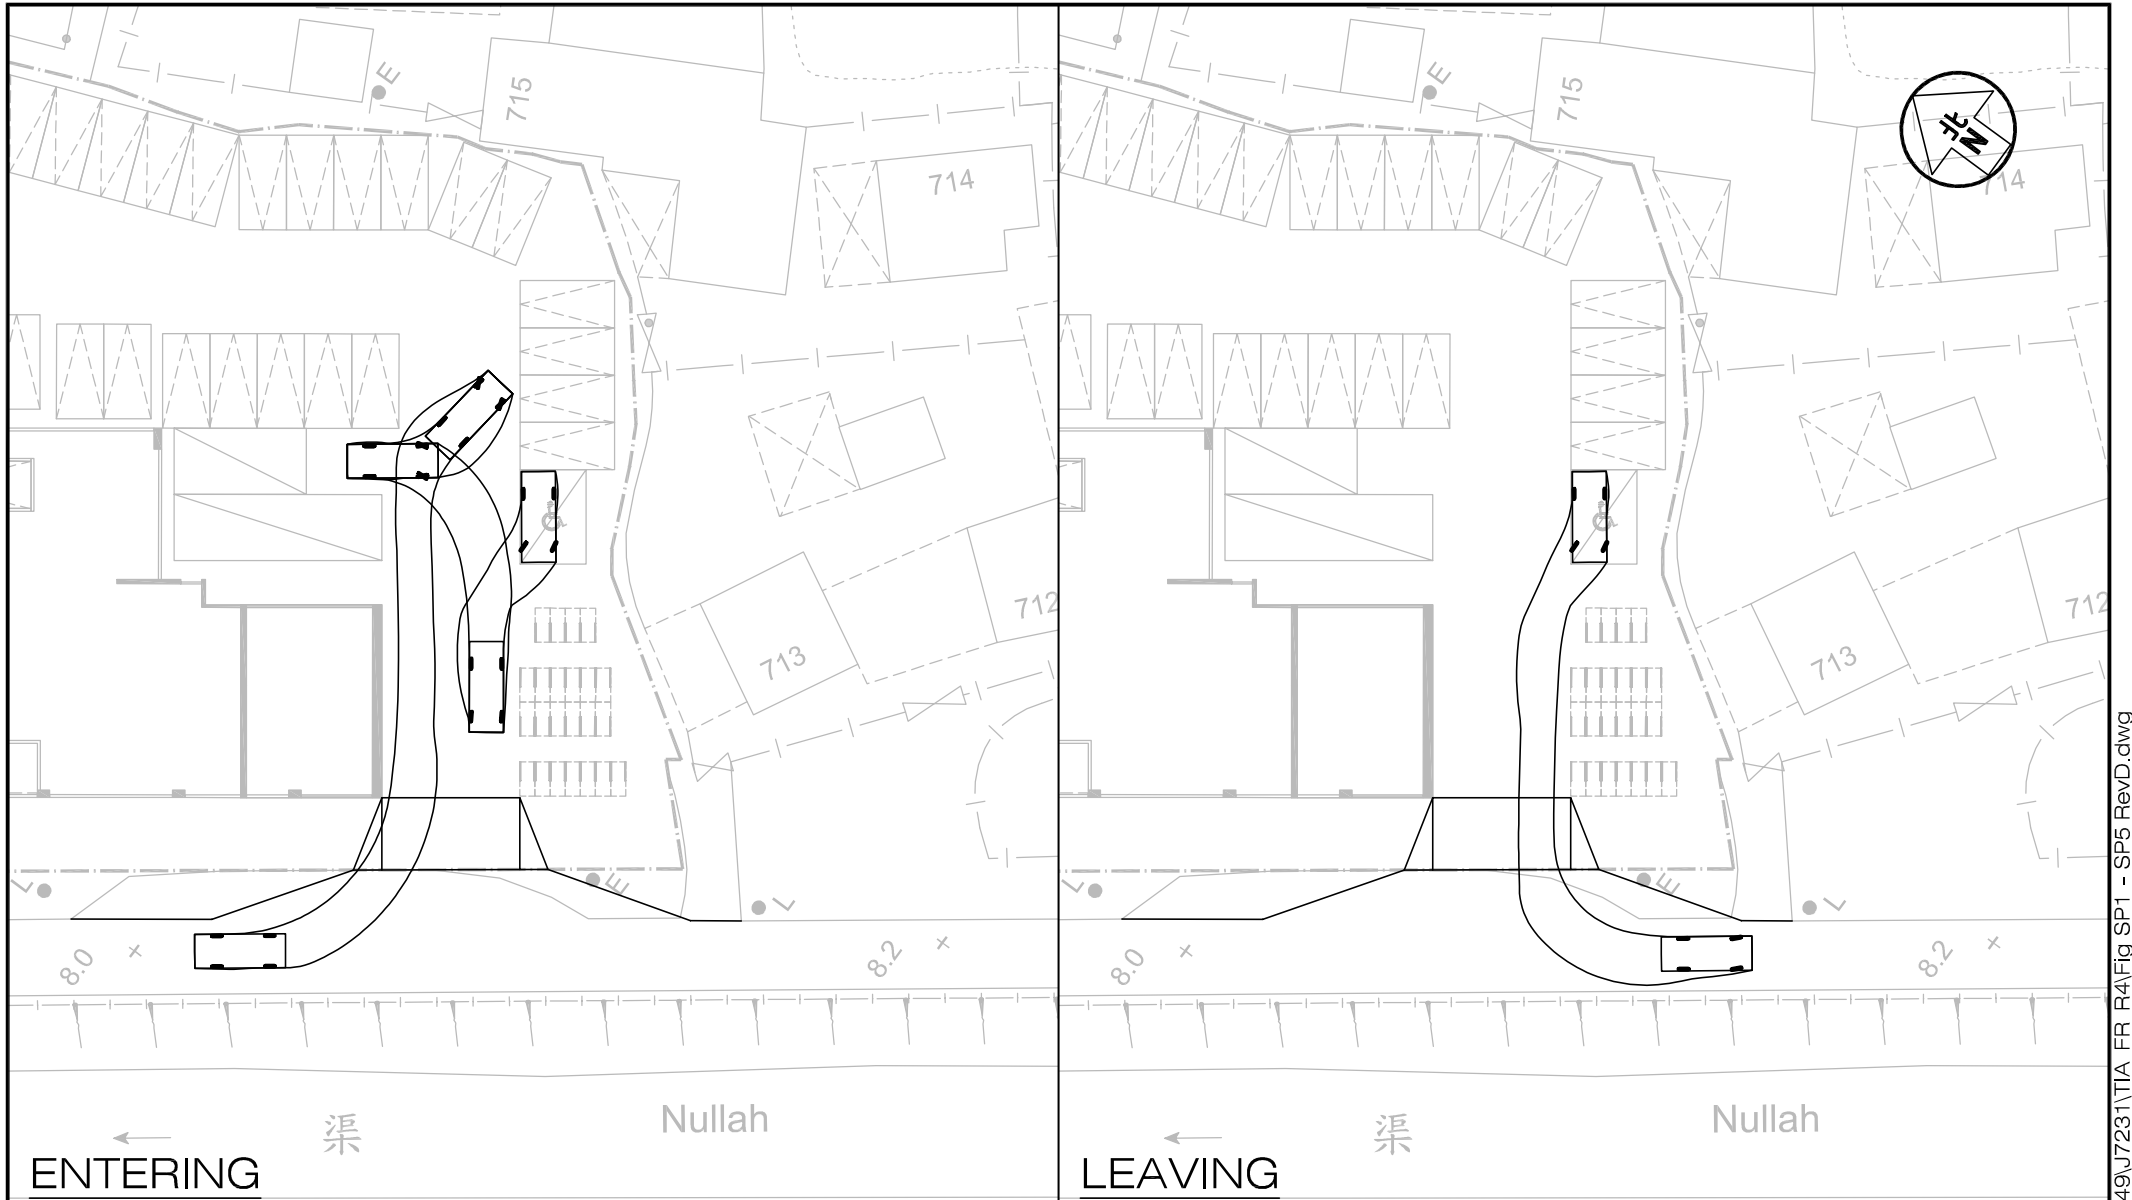 E
715
714
713
712
E
L
L
8.0
8.2
渠
Nullah
ENTERING
E
715
北
N
714
713
712
E
L
L
8.0
8.2
渠
Nullah
LEAVING
49\J7231\TIA FR R4\Fig SP1 - SP5 RevD.dwg